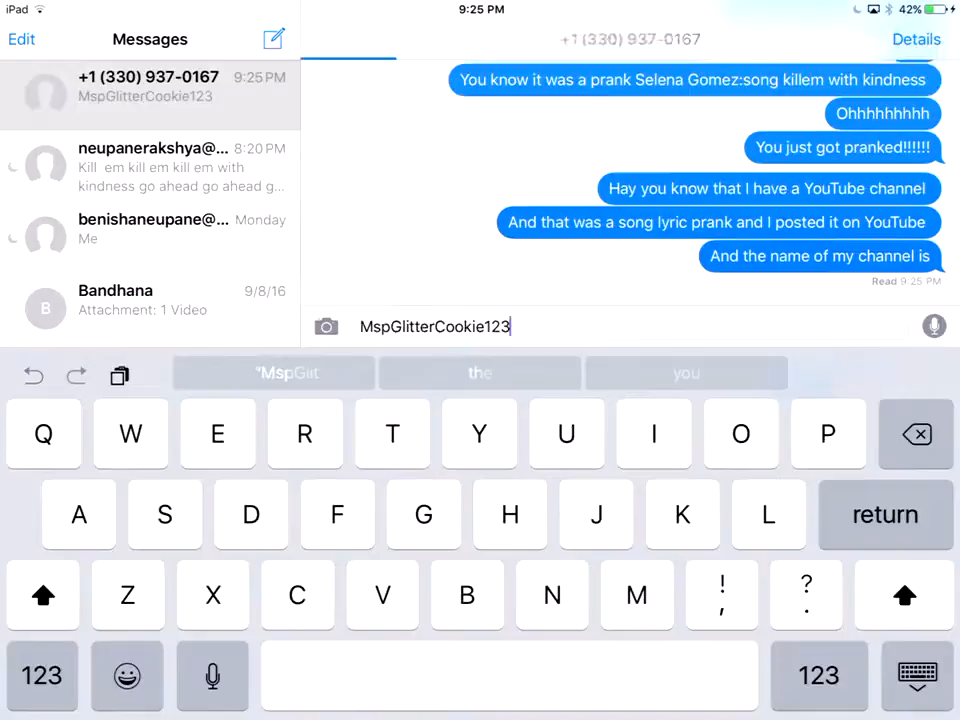 iPad 9:25 PM 42%
Edit Messages
+1 (330) 937-0167 Details
+1 (330) 937-0167 9:25 PM
MspGlitterCookie123
neupanerakshya@... 8:20 PM
Kill em kill em kill em with
kindness go ahead go ahead g...
benishaneupane@... Monday
Me
B
Bandhana 9/8/16
Attachment: 1 Video
You know it was a prank Selena Gomez:song killem with kindness
Ohhhhhhhhh
You just got pranked!!!!!!
Hay you know that I have a YouTube channel
And that was a song lyric prank and I posted it on YouTube
And the name of my channel is
Read 9:25 PM
MspGlitterCookie123
"MspGlit the you
Q W E R T Y U I O P
A S D F G H J K L return
Z X C V B N M ! , ? .
123 123